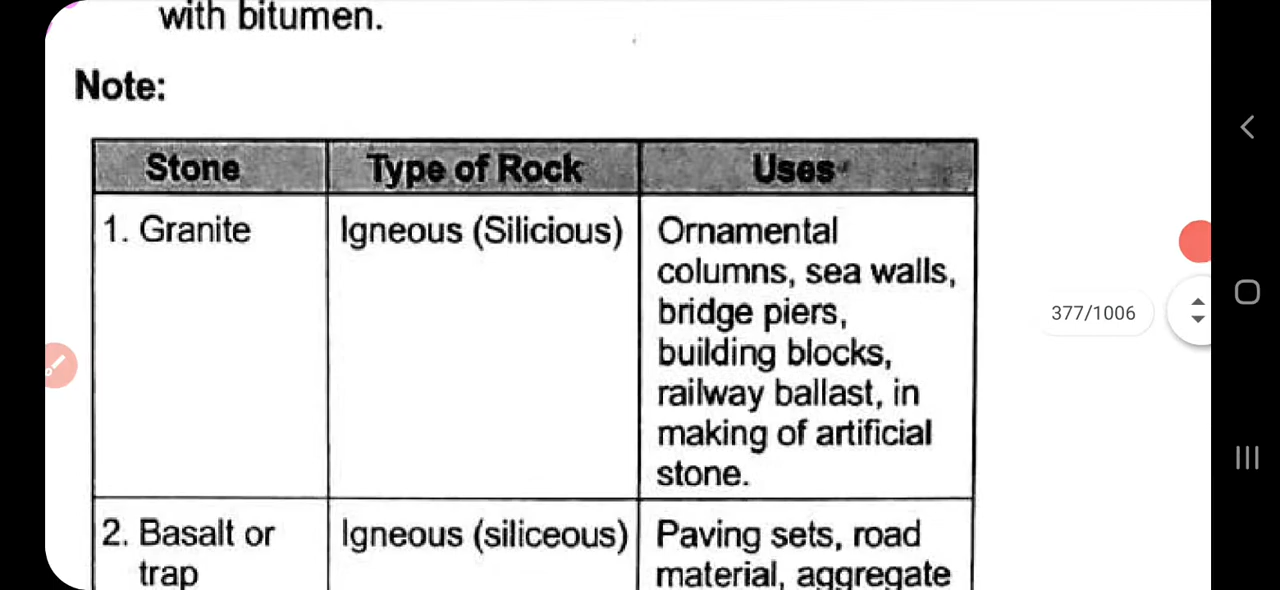 with bitumen.
Note:
Stone Type of Rock Uses
1. Granite Igneous (Silicious) Ornamental
columns, sea walls,
bridge piers,
building blocks,
railway ballast, in
making of artificial
stone.
377/1006
2. Basalt or Igneous (siliceous) Paving sets, road
trap material, aggregate